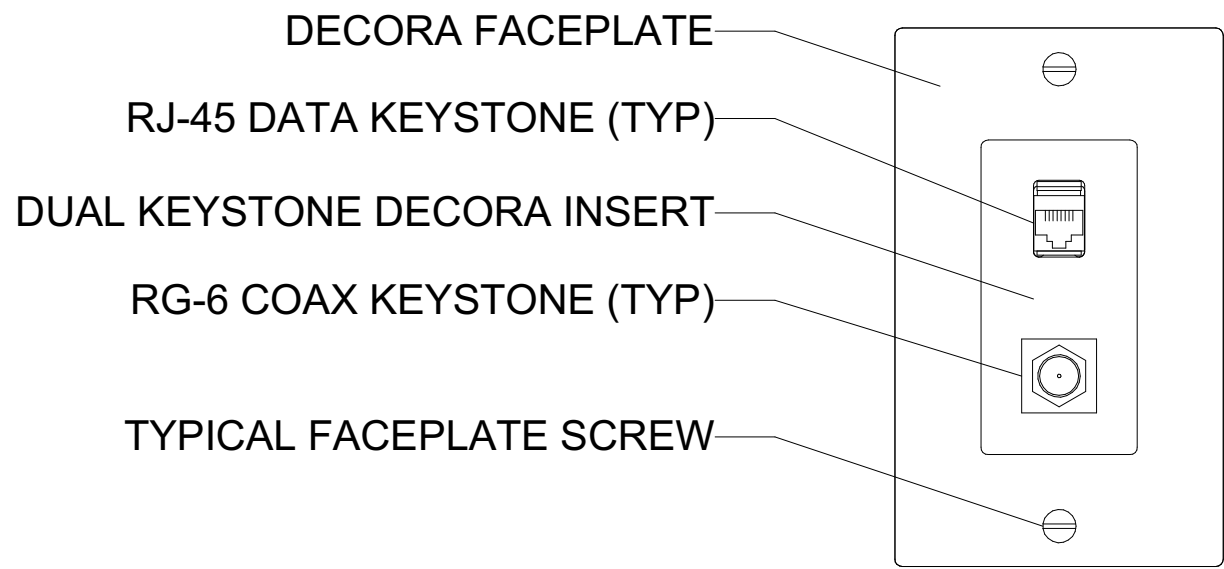 DECORA FACEPLATE
RJ-45 DATA KEYSTONE (TYP)
DUAL KEYSTONE DECORA INSERT
RG-6 COAX KEYSTONE (TYP)
TYPICAL FACEPLATE SCREW